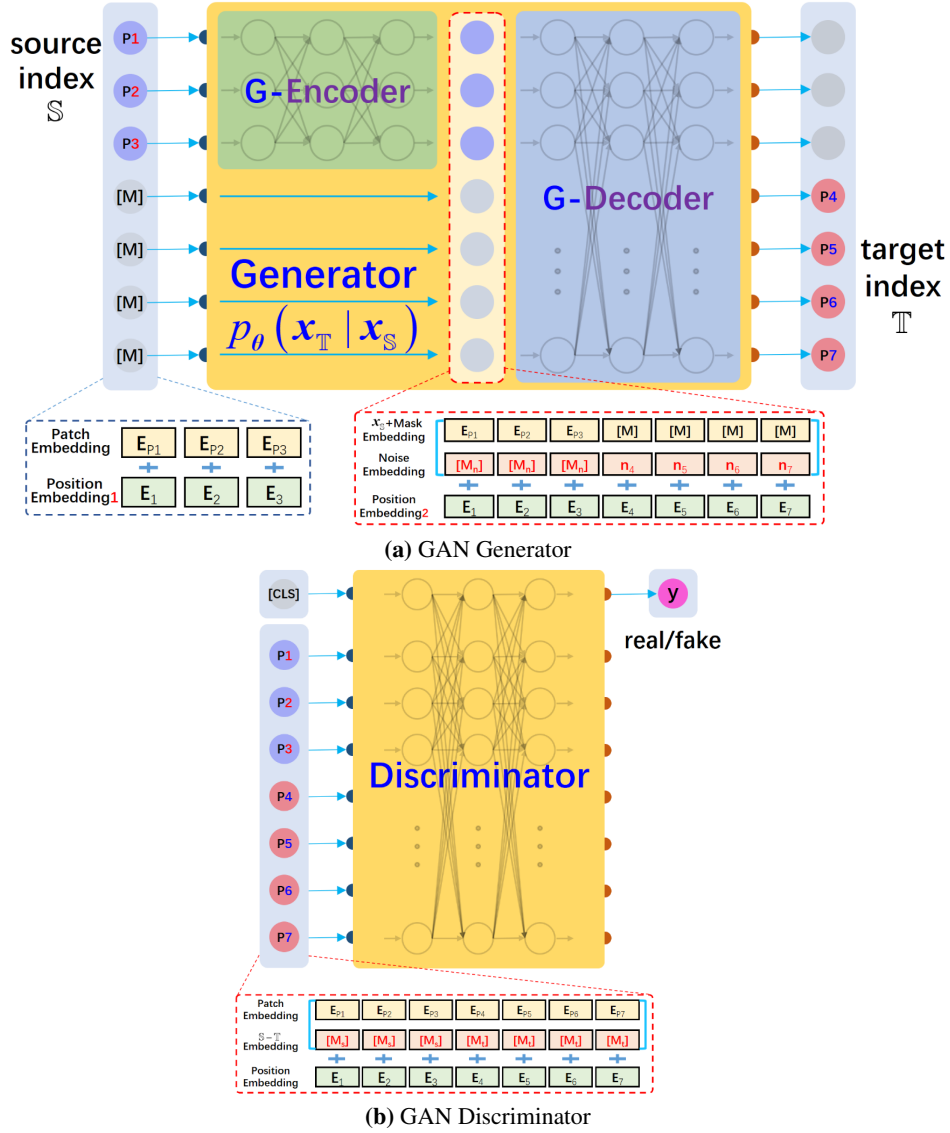 source
index
𝕊
P1
P2
P3
[M]
[M]
[M]
[M]
G-Encoder
Generator
p_θ(x_𝕋 | x_𝕊)
G-Decoder
P4
P5
P6
P7
target
index
𝕋
Patch
Embedding
E_P1 E_P2 E_P3
+ + +
Position
Embedding1
E_1 E_2 E_3
x_𝕊+Mask
Embedding
E_P1 E_P2 E_P3 [M] [M] [M] [M]
Noise
Embedding
[M_n] [M_n] [M_n] n_4 n_5 n_6 n_7
+ + + + + + +
Position
Embedding2
E_1 E_2 E_3 E_4 E_5 E_6 E_7
(a) GAN Generator
[CLS]
y
real/fake
P1
P2
P3
P4
P5
P6
P7
Discriminator
Patch
Embedding
E_P1 E_P2 E_P3 E_P4 E_P5 E_P6 E_P7
𝕊-𝕋
Embedding
[M_s] [M_s] [M_s] [M_t] [M_t] [M_t] [M_t]
+ + + + + + +
Position
Embedding
E_1 E_2 E_3 E_4 E_5 E_6 E_7
(b) GAN Discriminator